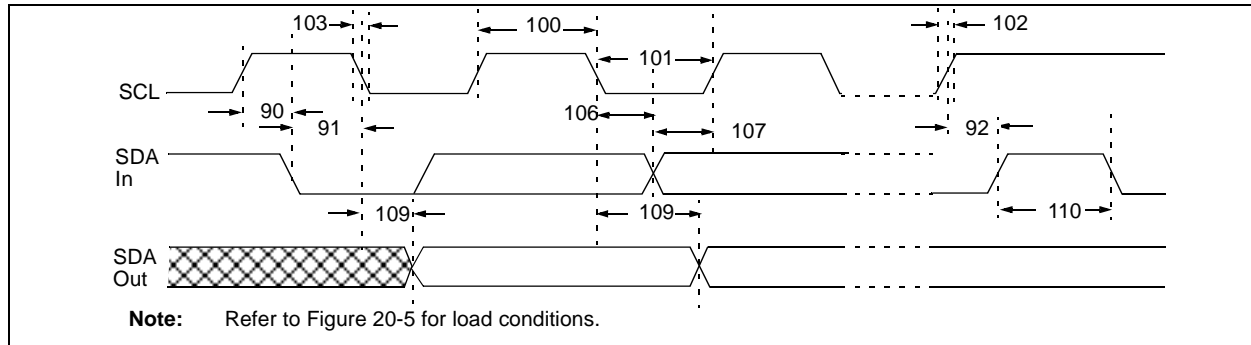 103
100
102
101
SCL
90
106
91
107
92
SDA
In
109
109
110
SDA
Out
Note: Refer to Figure 20-5 for load conditions.